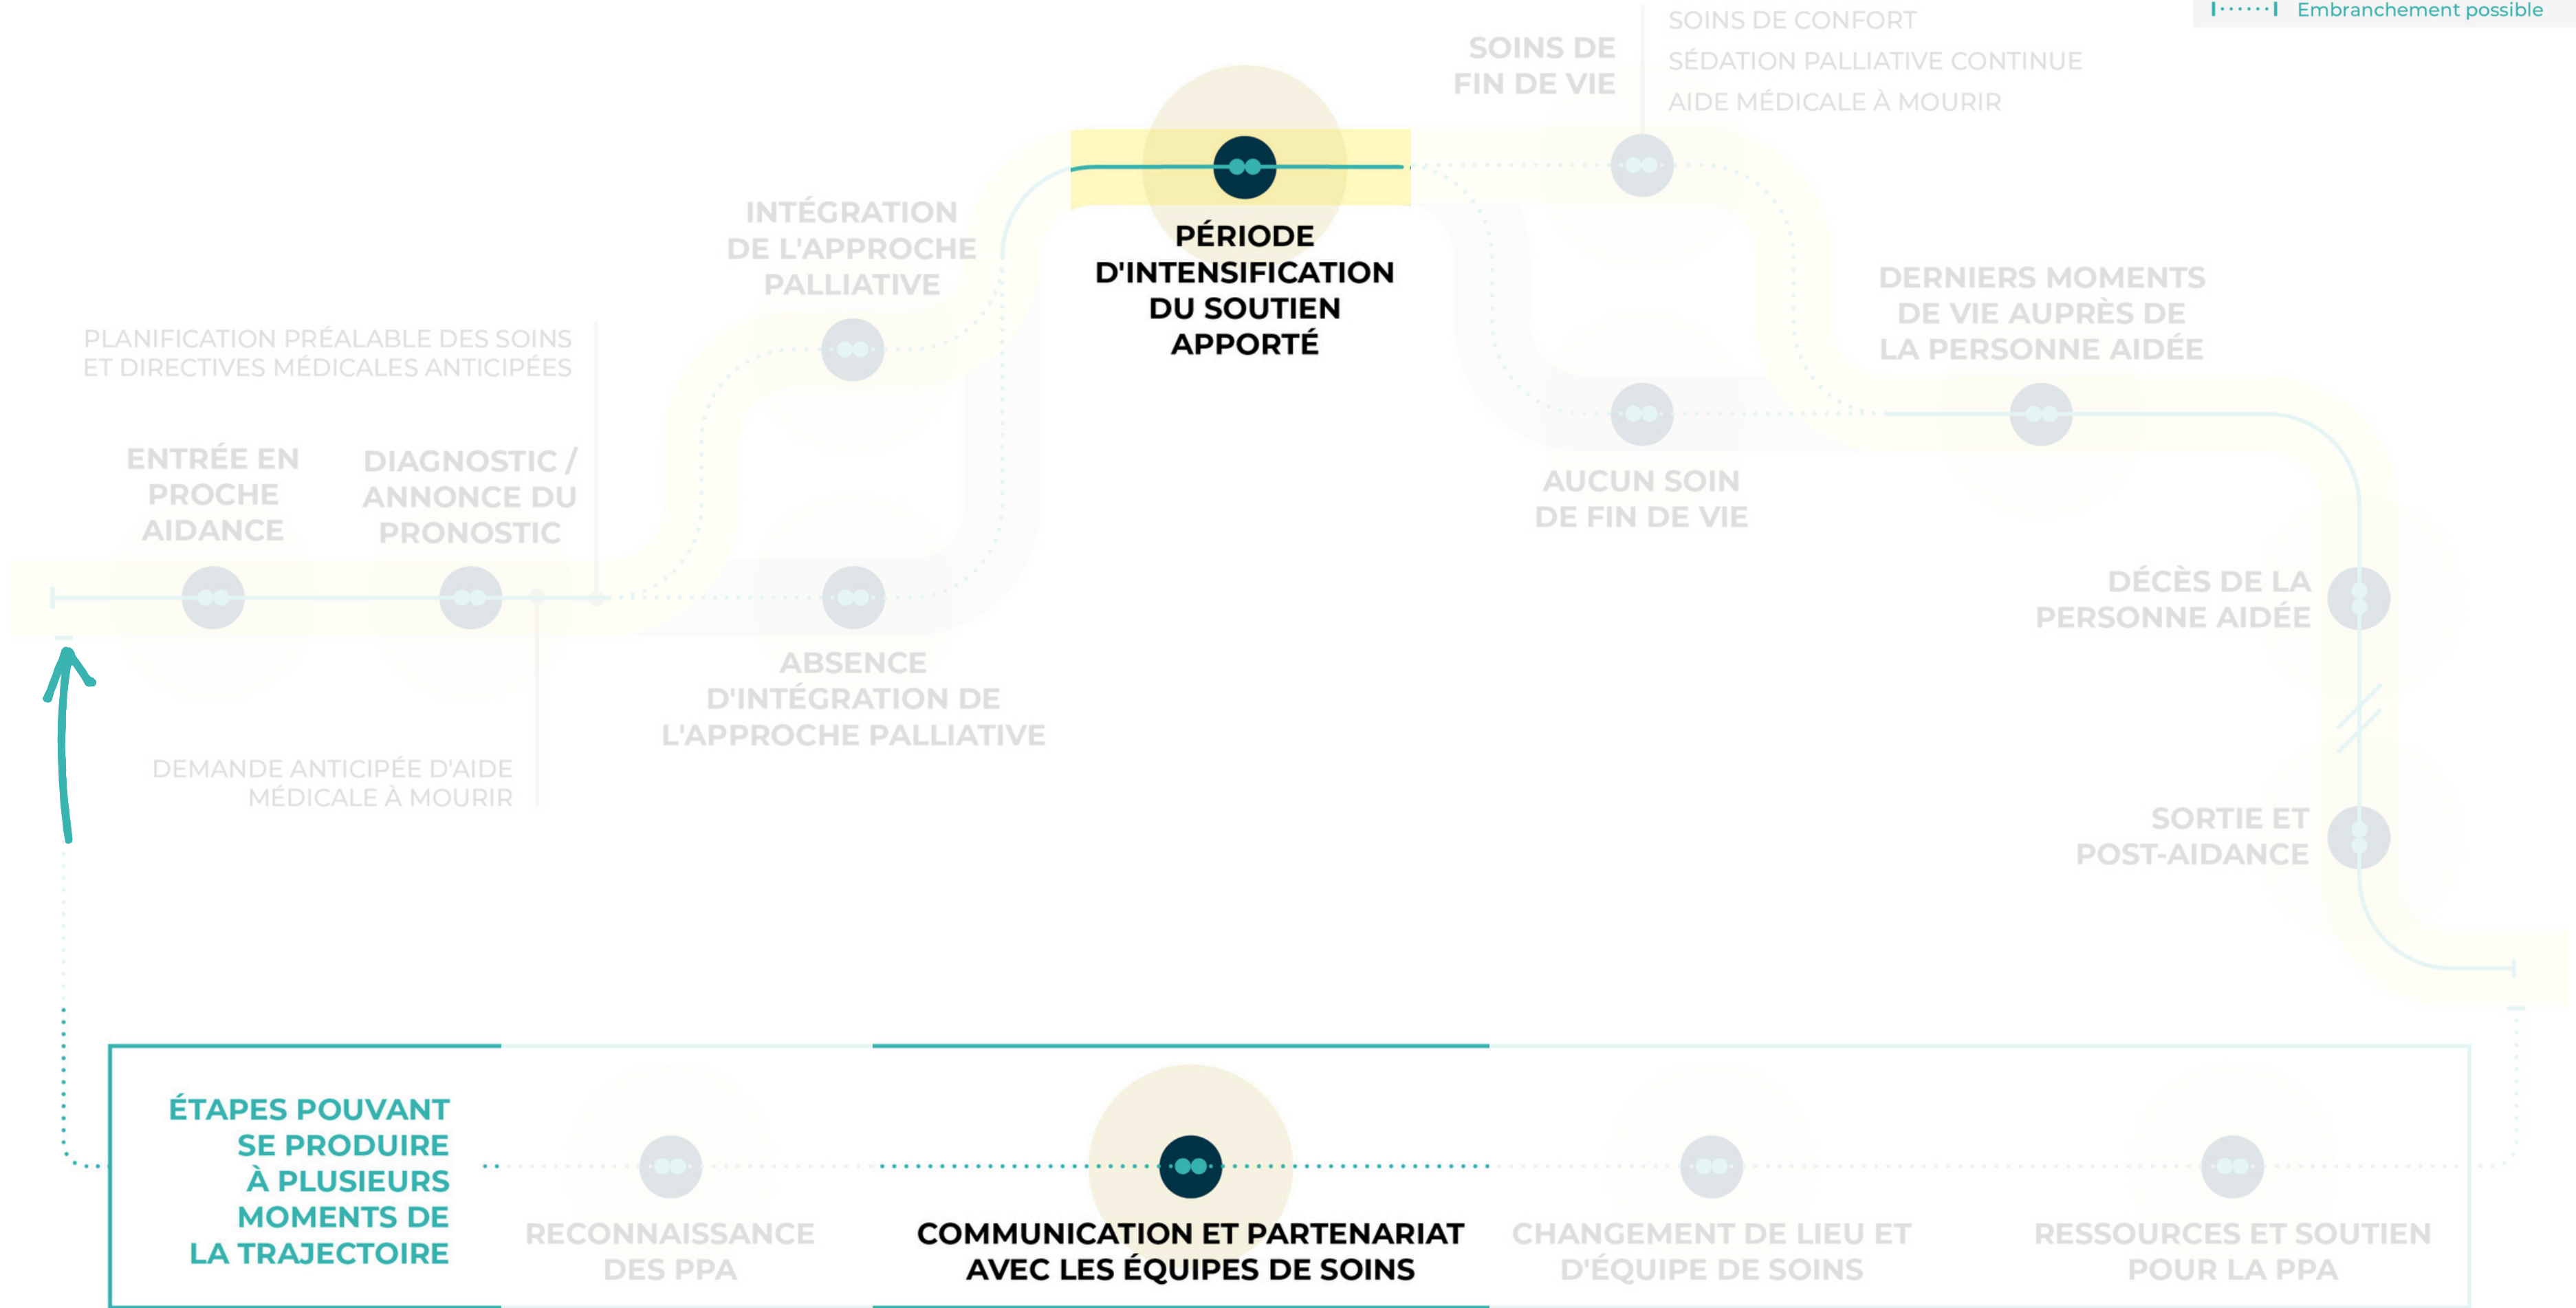 Embranchement possible
SOINS DE
FIN DE VIE
SOINS DE CONFORT
SÉDATION PALLIATIVE CONTINUE
AIDE MÉDICALE À MOURIR
INTÉGRATION
DE L'APPROCHE
PALLIATIVE
PÉRIODE
D'INTENSIFICATION
DU SOUTIEN
APPORTÉ
DERNIERS MOMENTS
DE VIE AUPRÈS DE
LA PERSONNE AIDÉE
PLANIFICATION PRÉALABLE DES SOINS
ET DIRECTIVES MÉDICALES ANTICIPÉES
ENTRÉE EN
PROCHE
AIDANCE
DIAGNOSTIC /
ANNONCE DU
PRONOSTIC
AUCUN SOIN
DE FIN DE VIE
DÉCÈS DE LA
PERSONNE AIDÉE
ABSENCE
D'INTÉGRATION DE
L'APPROCHE PALLIATIVE
DEMANDE ANTICIPÉE D'AIDE
MÉDICALE À MOURIR
SORTIE ET
POST-AIDANCE
ÉTAPES POUVANT
SE PRODUIRE
À PLUSIEURS
MOMENTS DE
LA TRAJECTOIRE
RECONNAISSANCE
DES PPA
COMMUNICATION ET PARTENARIAT
AVEC LES ÉQUIPES DE SOINS
CHANGEMENT DE LIEU ET
D'ÉQUIPE DE SOINS
RESSOURCES ET SOUTIEN
POUR LA PPA